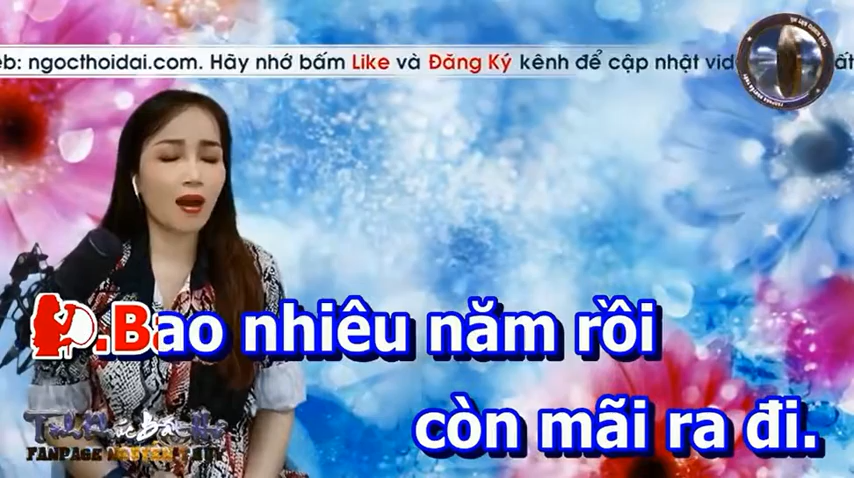 eb: ngocthoidai.com. Hãy nhớ bấm Like và Đăng Ký kênh để cập nhật
.Bao nhiêu năm rồi
còn mãi ra đi.
FANPAGE